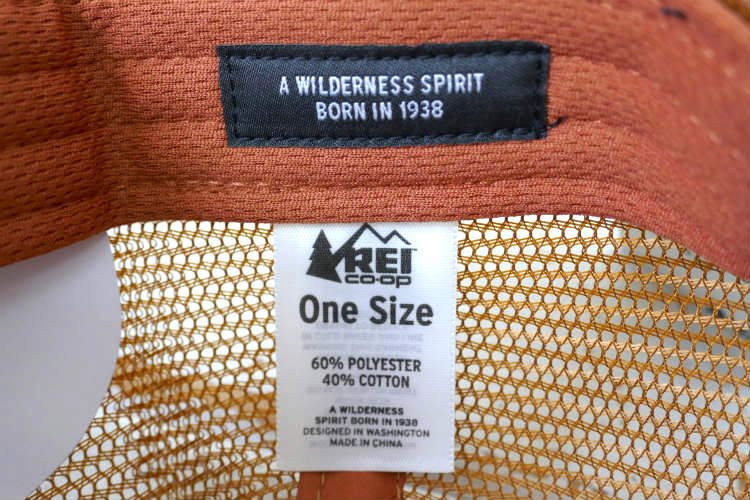 A WILDERNESS SPIRIT
BORN IN 1938
REI
CO·OP
One Size
60% POLYESTER
40% COTTON
A WILDERNESS
SPIRIT BORN IN 1938
DESIGNED IN WASHINGTON
MADE IN CHINA